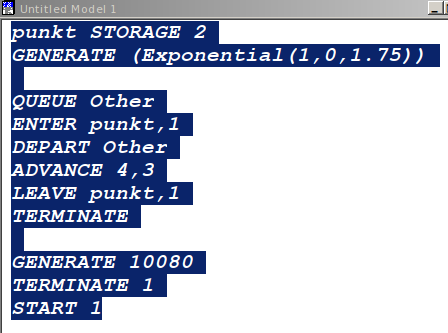 Untitled Model 1
punkt STORAGE 2
GENERATE (Exponential(1,0,1.75))
QUEUE Other
ENTER punkt,1
DEPART Other
ADVANCE 4,3
LEAVE punkt,1
TERMINATE
GENERATE 10080
TERMINATE 1
START 1